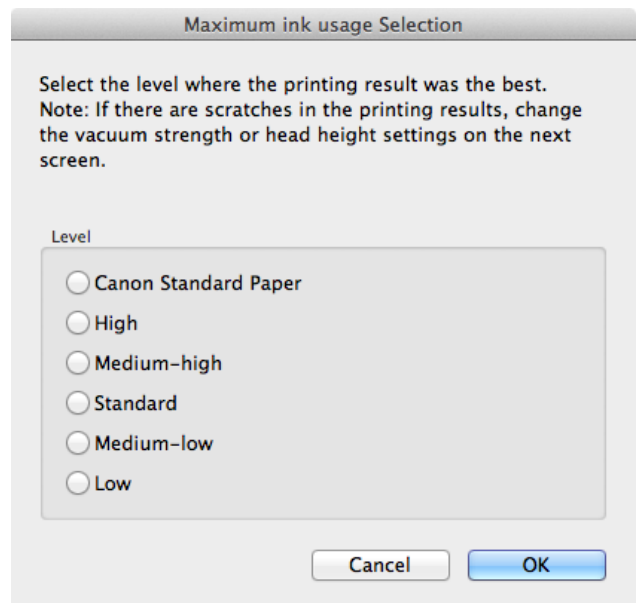 Maximum ink usage Selection
Select the level where the printing result was the best.
Note: If there are scratches in the printing results, change
the vacuum strength or head height settings on the next
screen.
Level
Canon Standard Paper
High
Medium-high
Standard
Medium-low
Low
Cancel
OK